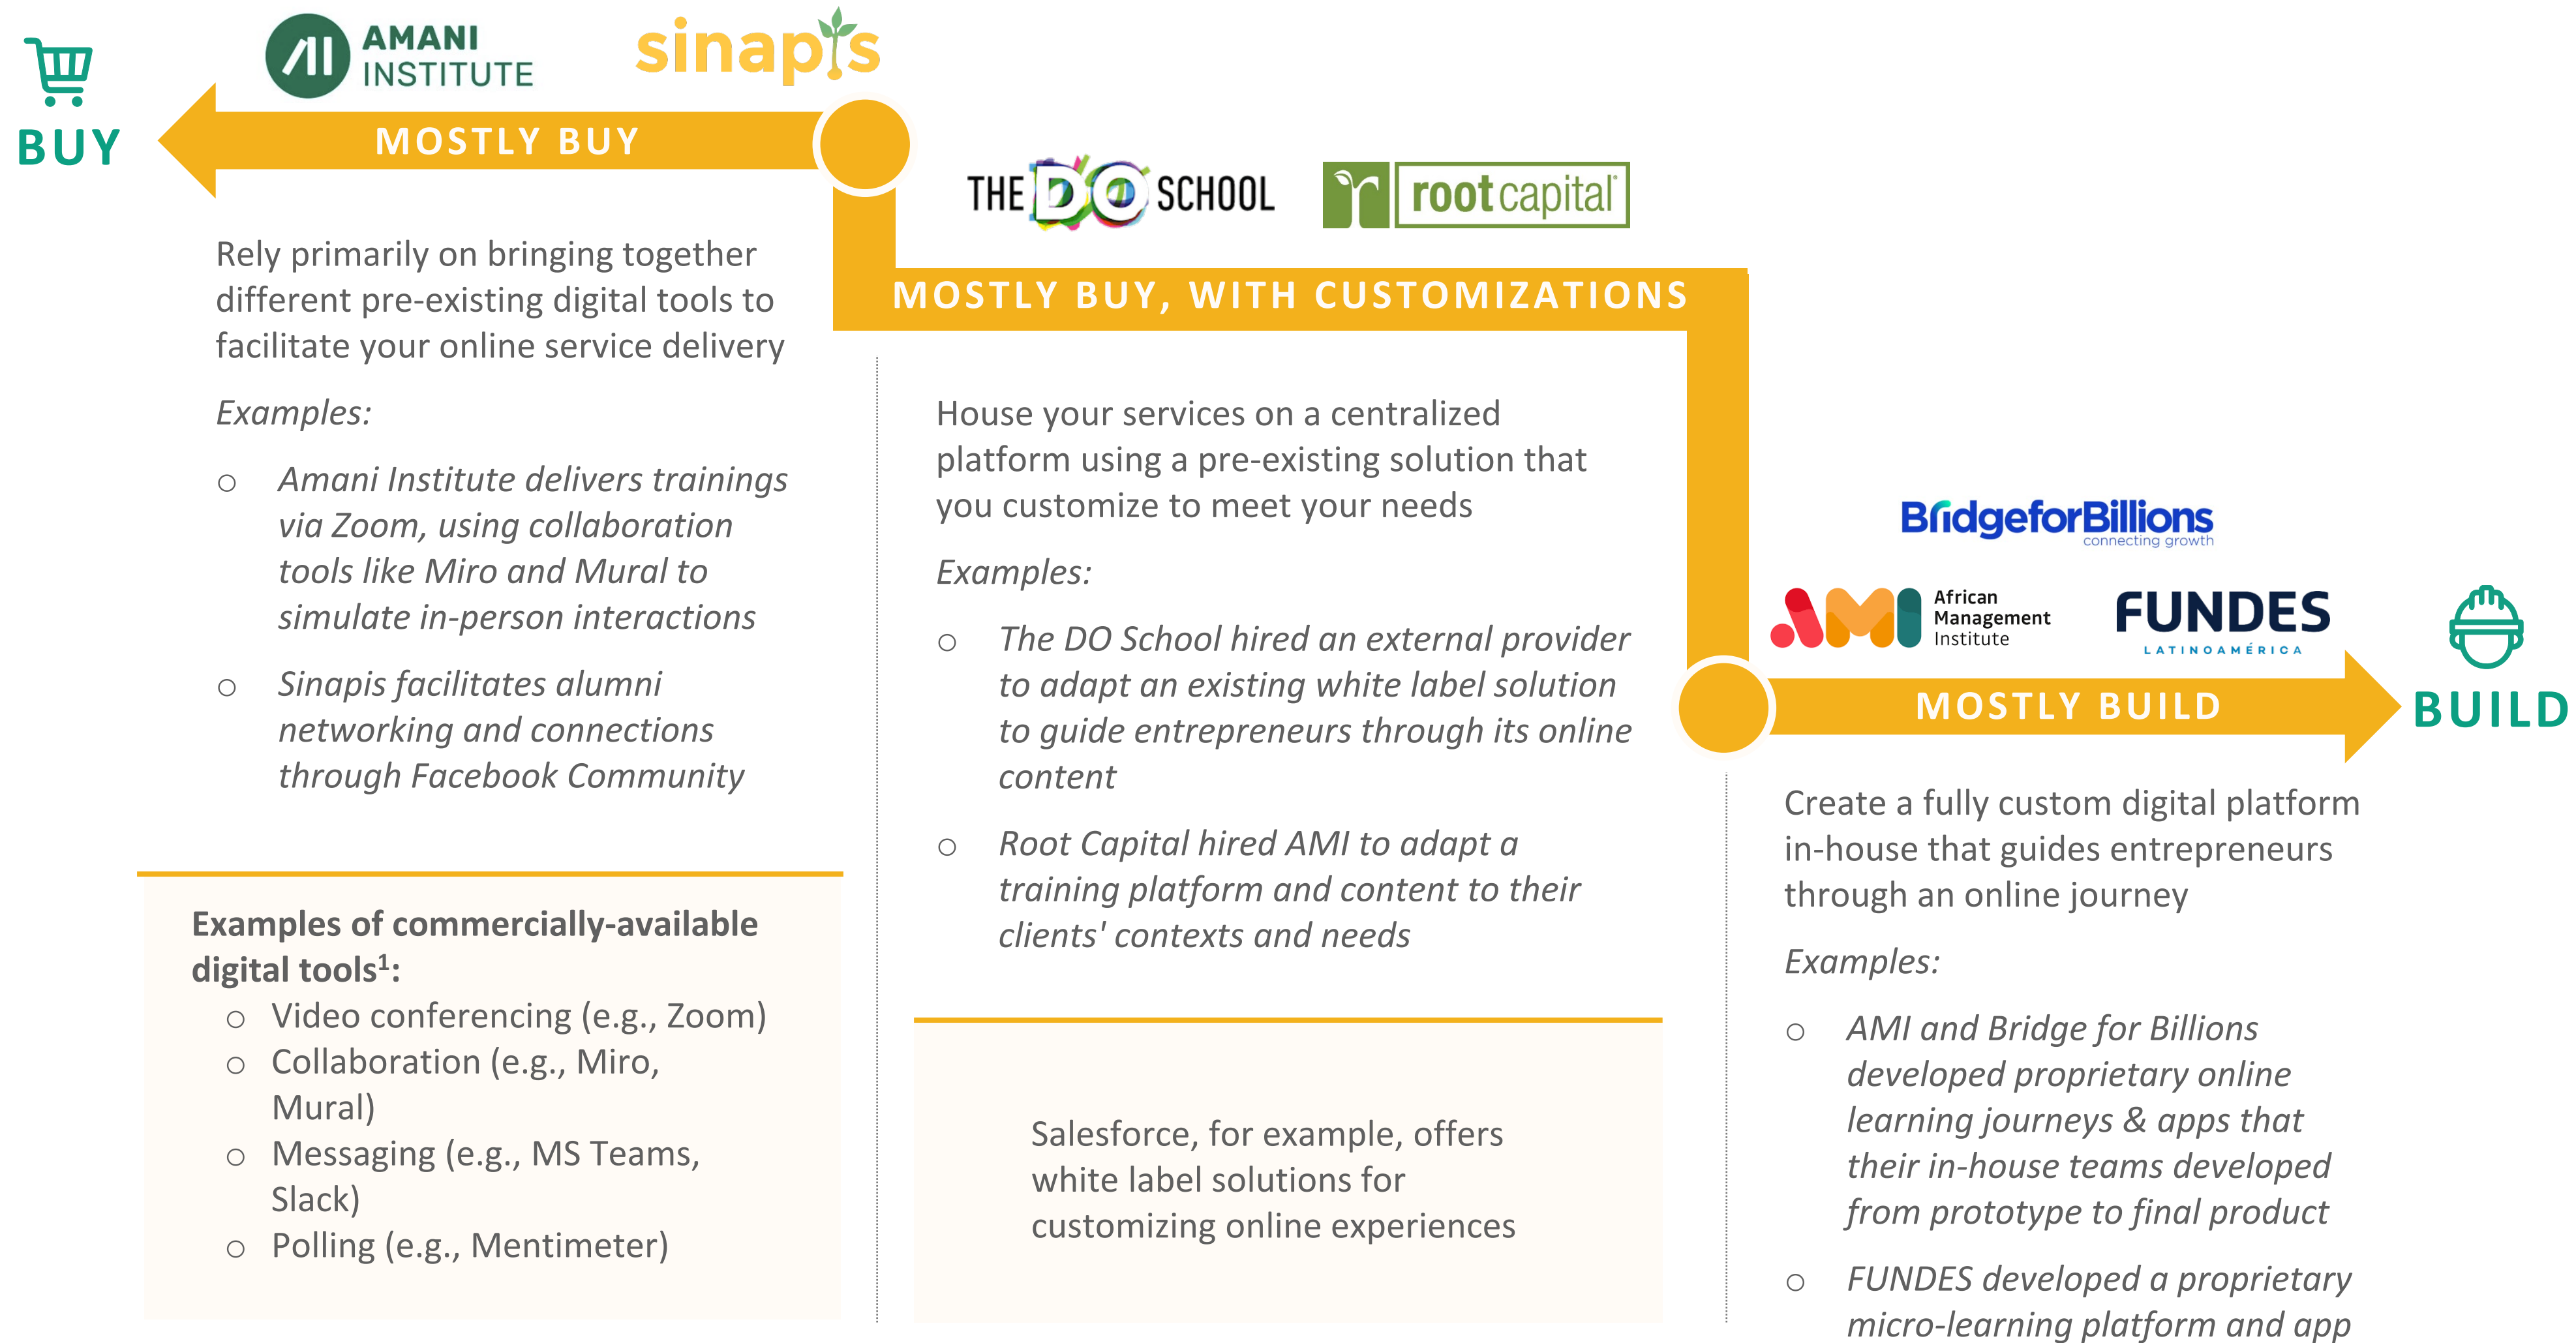 AMANI
INSTITUTE
sinapis
BUY
MOSTLY BUY
Rely primarily on bringing together
different pre-existing digital tools to
facilitate your online service delivery
Examples:
o Amani Institute delivers trainings
via Zoom, using collaboration
tools like Miro and Mural to
simulate in-person interactions
o Sinapis facilitates alumni
networking and connections
through Facebook Community
Examples of commercially-available
digital tools¹:
o Video conferencing (e.g., Zoom)
o Collaboration (e.g., Miro,
Mural)
o Messaging (e.g., MS Teams,
Slack)
o Polling (e.g., Mentimeter)
THE DO SCHOOL
r root capital
MOSTLY BUY, WITH CUSTOMIZATIONS
House your services on a centralized
platform using a pre-existing solution that
you customize to meet your needs
Examples:
o The DO School hired an external provider
to adapt an existing white label solution
to guide entrepreneurs through its online
content
o Root Capital hired AMI to adapt a
training platform and content to their
clients' contexts and needs
Salesforce, for example, offers
white label solutions for
customizing online experiences
BridgeforBillions
connecting growth
AMI
African
Management
Institute
FUNDES
LATINOAMÉRICA
MOSTLY BUILD
BUILD
Create a fully custom digital platform
in-house that guides entrepreneurs
through an online journey
Examples:
o AMI and Bridge for Billions
developed proprietary online
learning journeys & apps that
their in-house teams developed
from prototype to final product
o FUNDES developed a proprietary
micro-learning platform and app